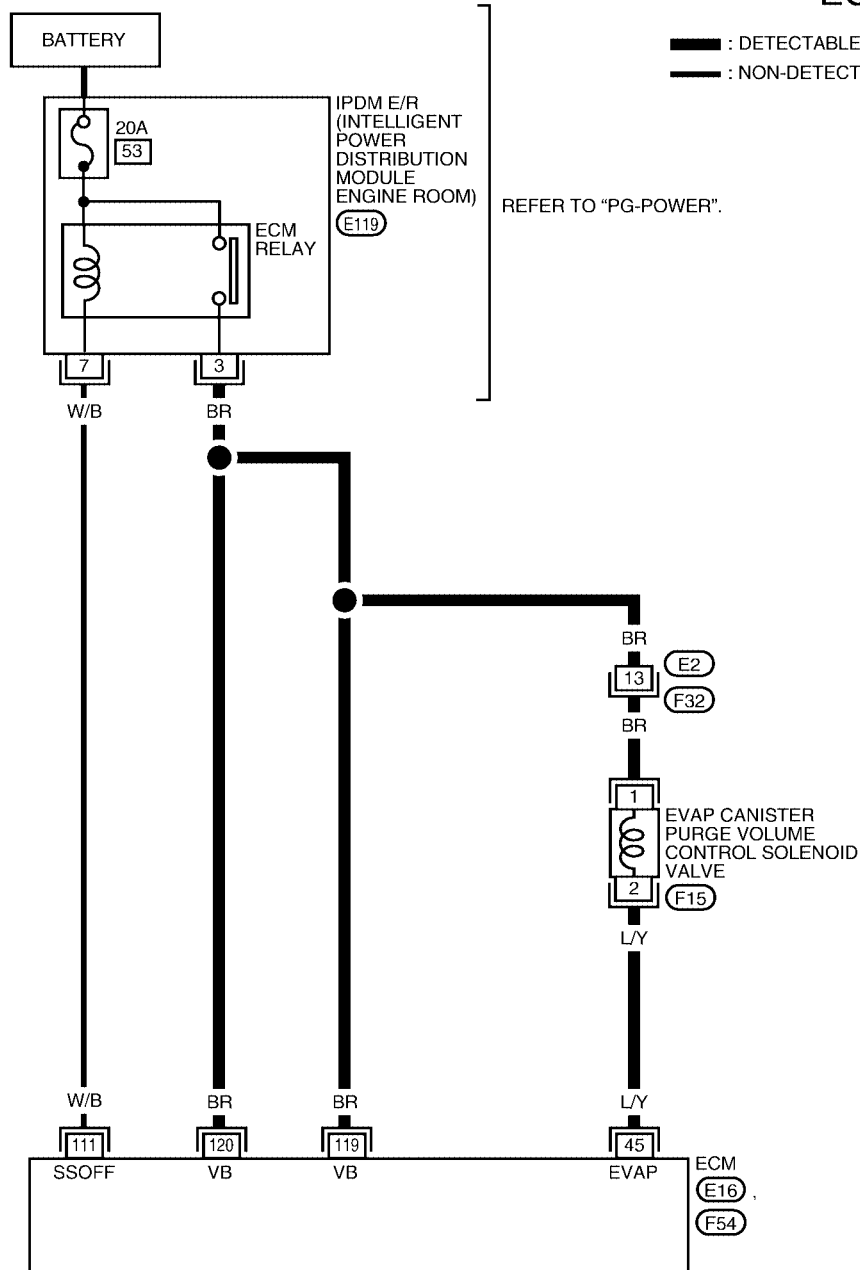 BATTERY
: DETECTABLE
: NON-DETECT
20A
53
IPDM E/R
(INTELLIGENT
POWER
DISTRIBUTION
MODULE
ENGINE ROOM)
E119
ECM
RELAY
REFER TO "PG-POWER".
7
3
W/B
BR
BR
13
E2
F32
BR
1
EVAP CANISTER
PURGE VOLUME
CONTROL SOLENOID
VALVE
2
F15
L/Y
W/B
BR
BR
L/Y
111
120
119
45
SSOFF
VB
VB
EVAP
ECM
E16 ,
F54